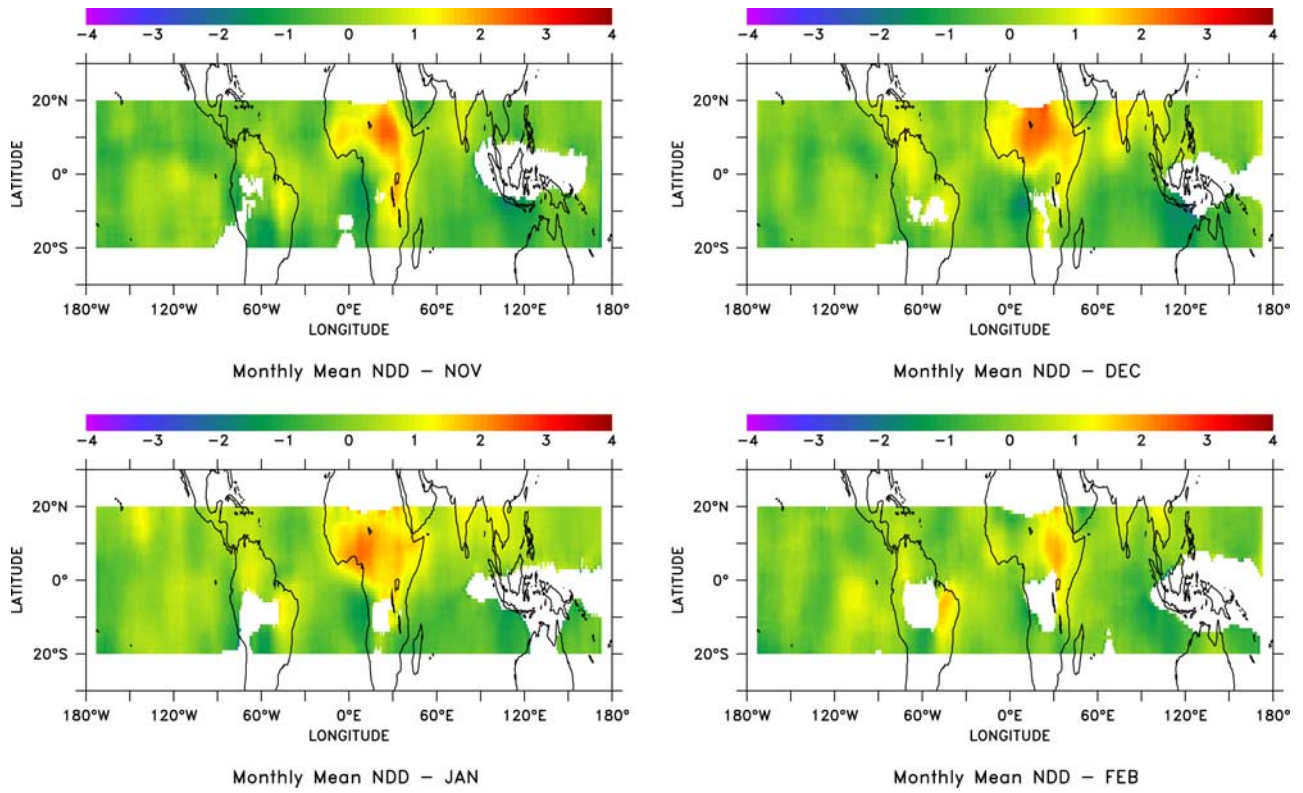 -4 -3 -2 -1 0 1 2 3 4
20°N
0°
20°S
LATITUDE
180°W 120°W 60°W 0°E 60°E 120°E 180°
LONGITUDE
Monthly Mean NDD - NOV
-4 -3 -2 -1 0 1 2 3 4
20°N
0°
20°S
LATITUDE
180°W 120°W 60°W 0°E 60°E 120°E 180°
LONGITUDE
Monthly Mean NDD - DEC
-4 -3 -2 -1 0 1 2 3 4
20°N
0°
20°S
LATITUDE
180°W 120°W 60°W 0°E 60°E 120°E 180°
LONGITUDE
Monthly Mean NDD - JAN
-4 -3 -2 -1 0 1 2 3 4
20°N
0°
20°S
LATITUDE
180°W 120°W 60°W 0°E 60°E 120°E 180°
LONGITUDE
Monthly Mean NDD - FEB